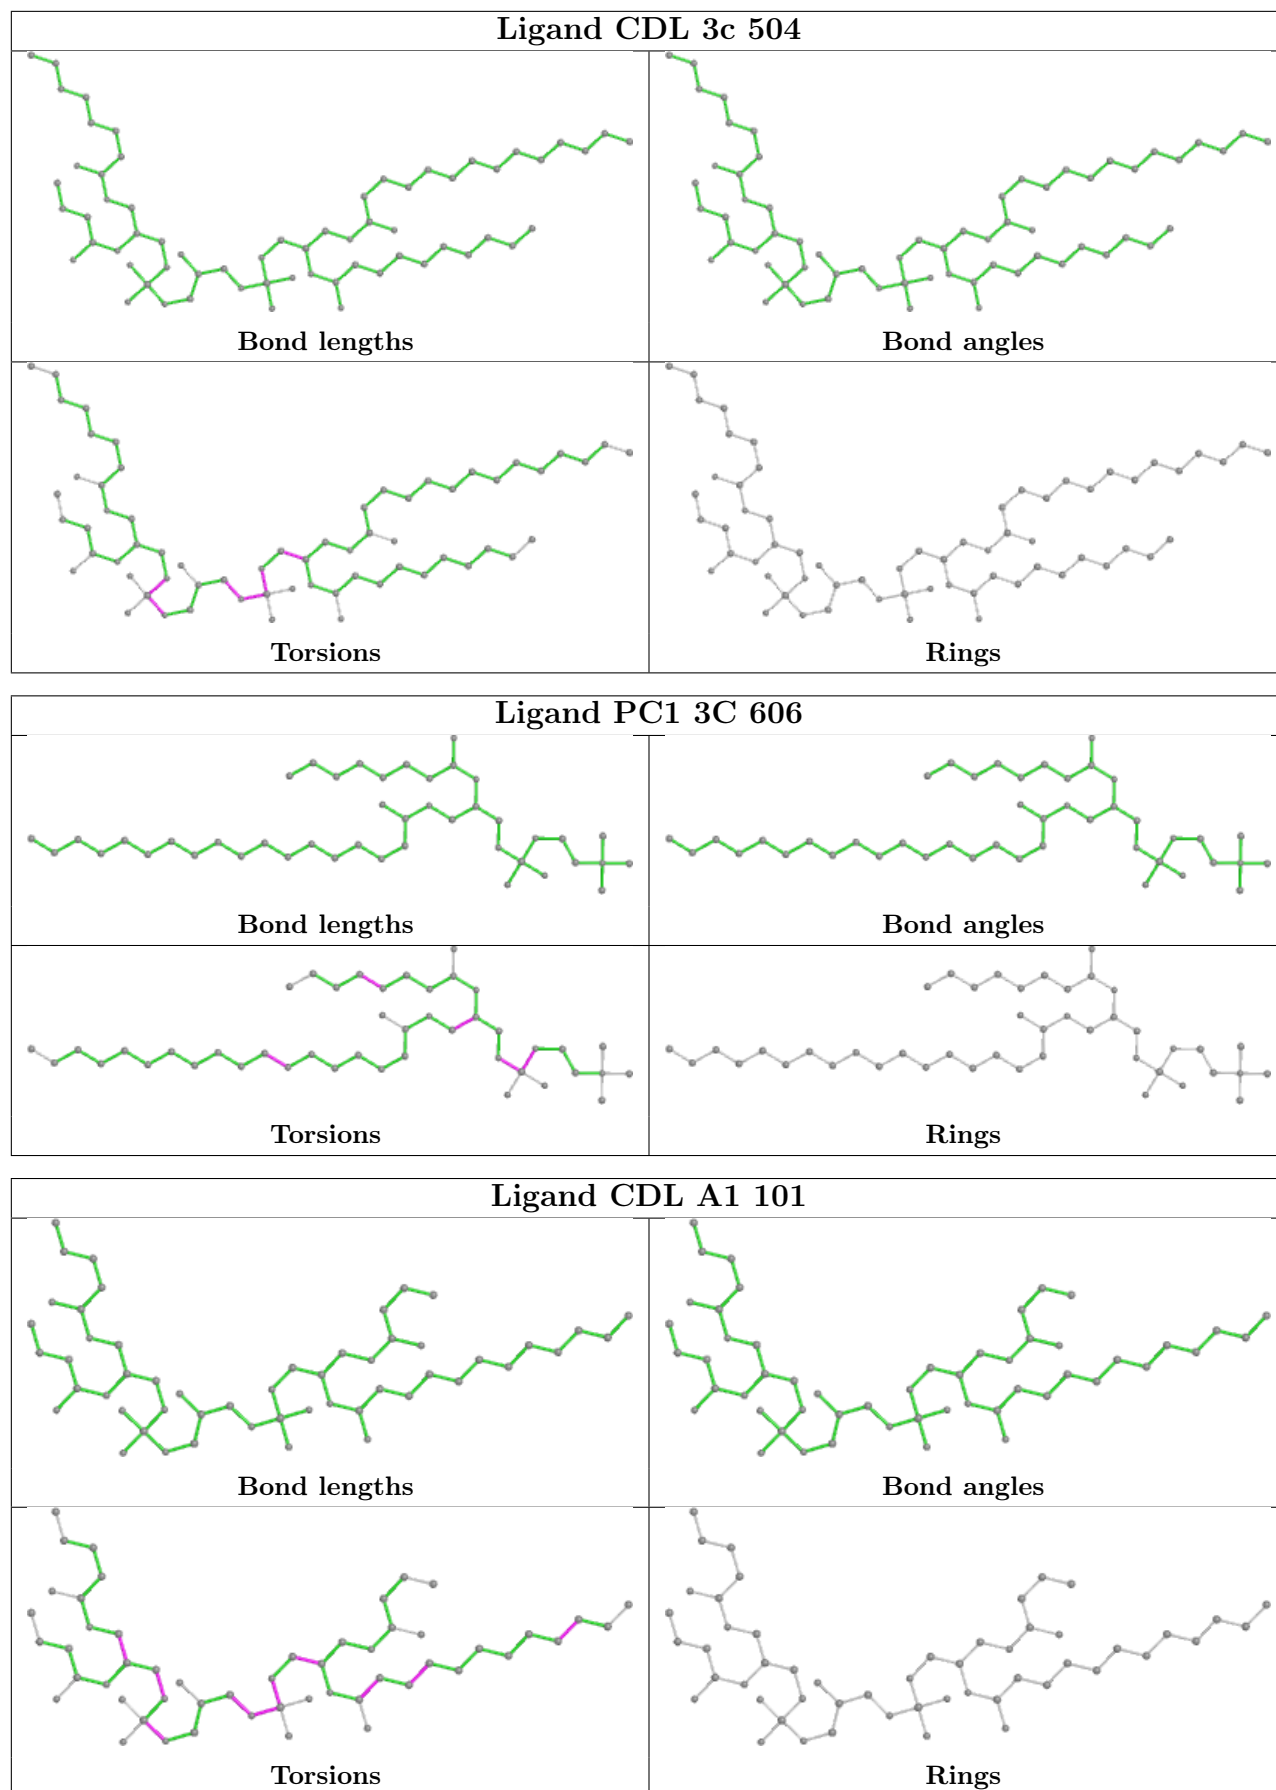 Ligand CDL 3c 504
Bond lengths
Bond angles
Torsions
Rings
Ligand PC1 3C 606
Bond lengths
Bond angles
Torsions
Rings
Ligand CDL A1 101
Bond lengths
Bond angles
Torsions
Rings